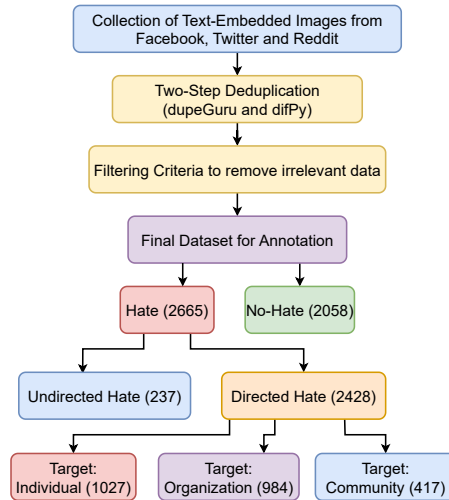 Collection of Text-Embedded Images from
Facebook, Twitter and Reddit
Two-Step Deduplication
(dupeGuru and difPy)
Filtering Criteria to remove irrelevant data
Final Dataset for Annotation
Hate (2665)
No-Hate (2058)
Undirected Hate (237)
Directed Hate (2428)
Target:
Individual (1027)
Target:
Organization (984)
Target:
Community (417)